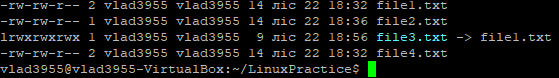 -rw-rw-r-- 2 vlad3955 vlad3955 14 лис 22 18:32 file1.txt
-rw-rw-r-- 1 vlad3955 vlad3955 14 лис 22 18:36 file2.txt
lrwxrwxrwx 1 vlad3955 vlad3955  9 лис 22 18:56 file3.txt -> file1.txt
-rw-rw-r-- 2 vlad3955 vlad3955 14 лис 22 18:32 file4.txt
vlad3955@vlad3955-VirtualBox:~/LinuxPractice$